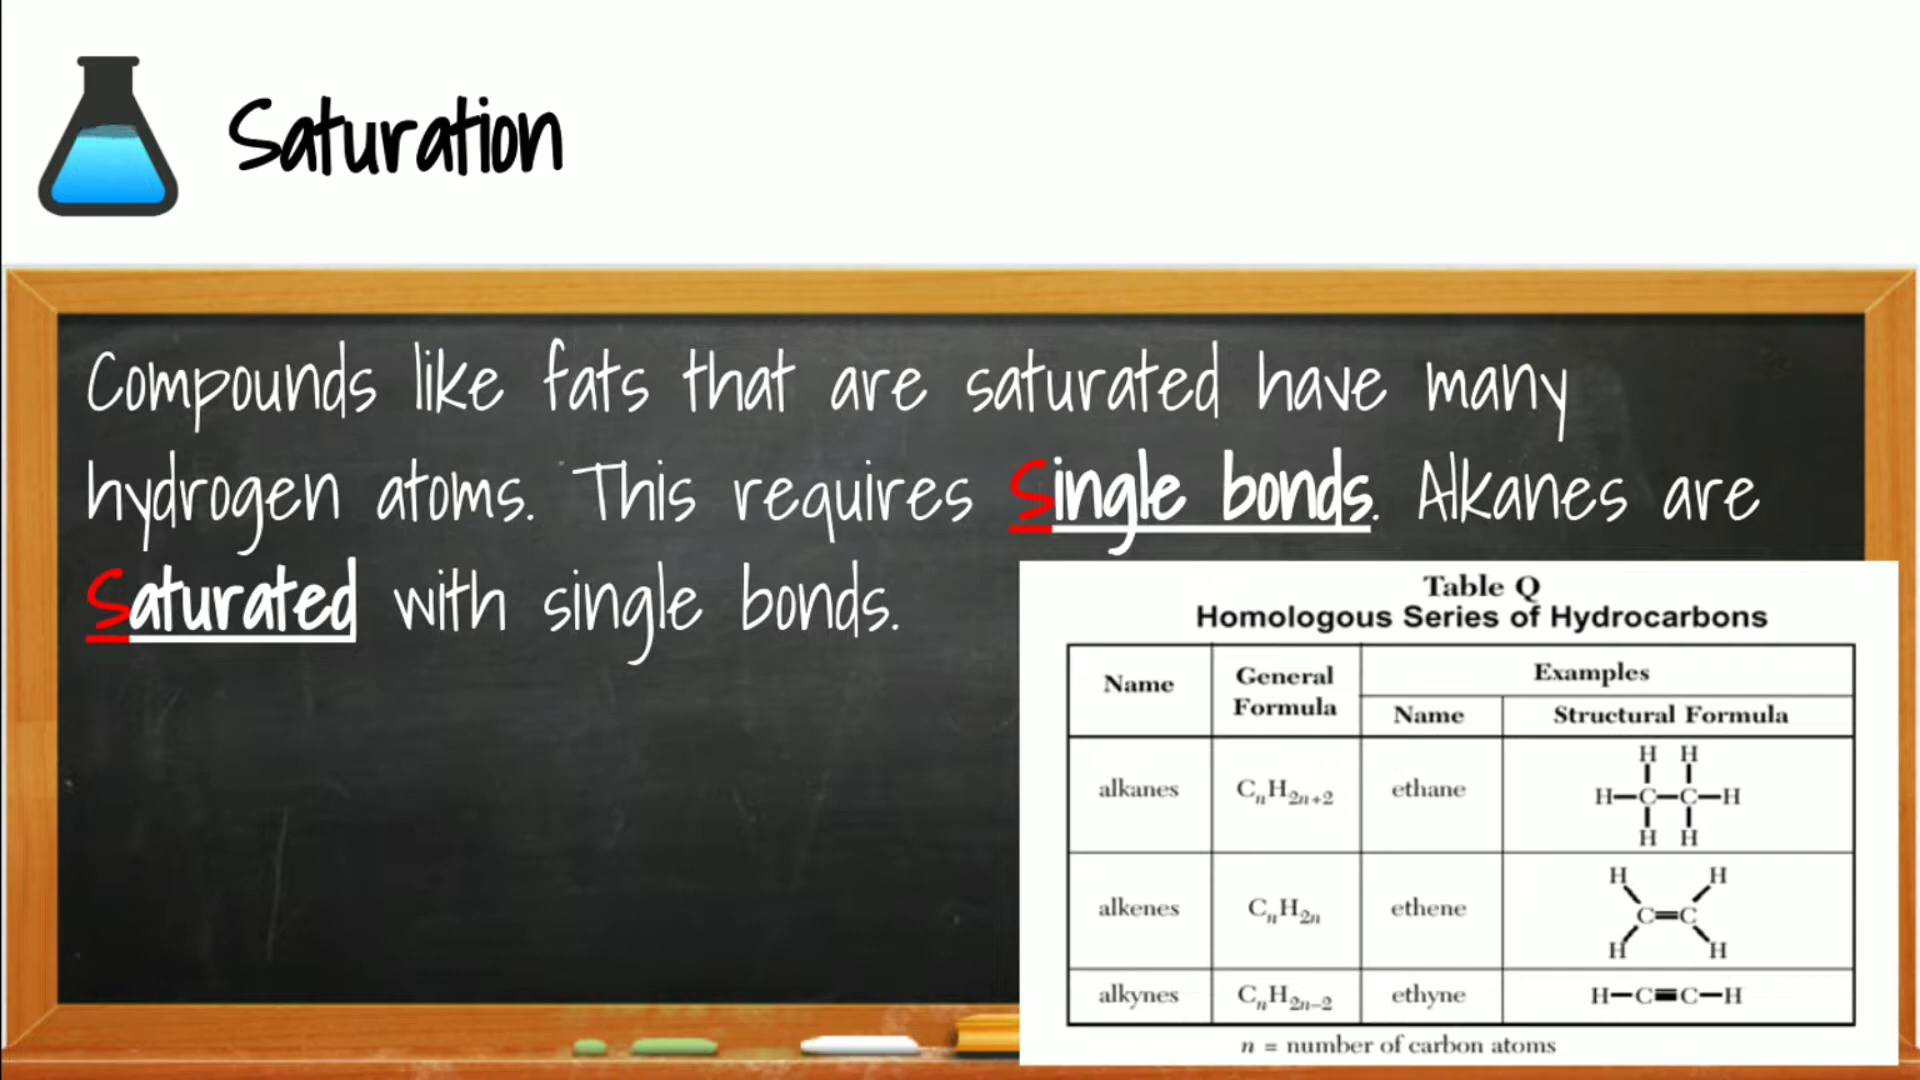 Saturation
Compounds like fats that are saturated have many
hydrogen atoms. This requires Single bonds. Alkanes are
Saturated with single bonds.
Table Q
Homologous Series of Hydrocarbons
Name General Formula Examples
Name Structural Formula
H H
alkanes CnH2n+2 ethane H—C—C—H
H H
H H
alkenes CnH2n ethene C=C
H H
alkynes CnH2n–2 ethyne H—C≡C—H
n = number of carbon atoms